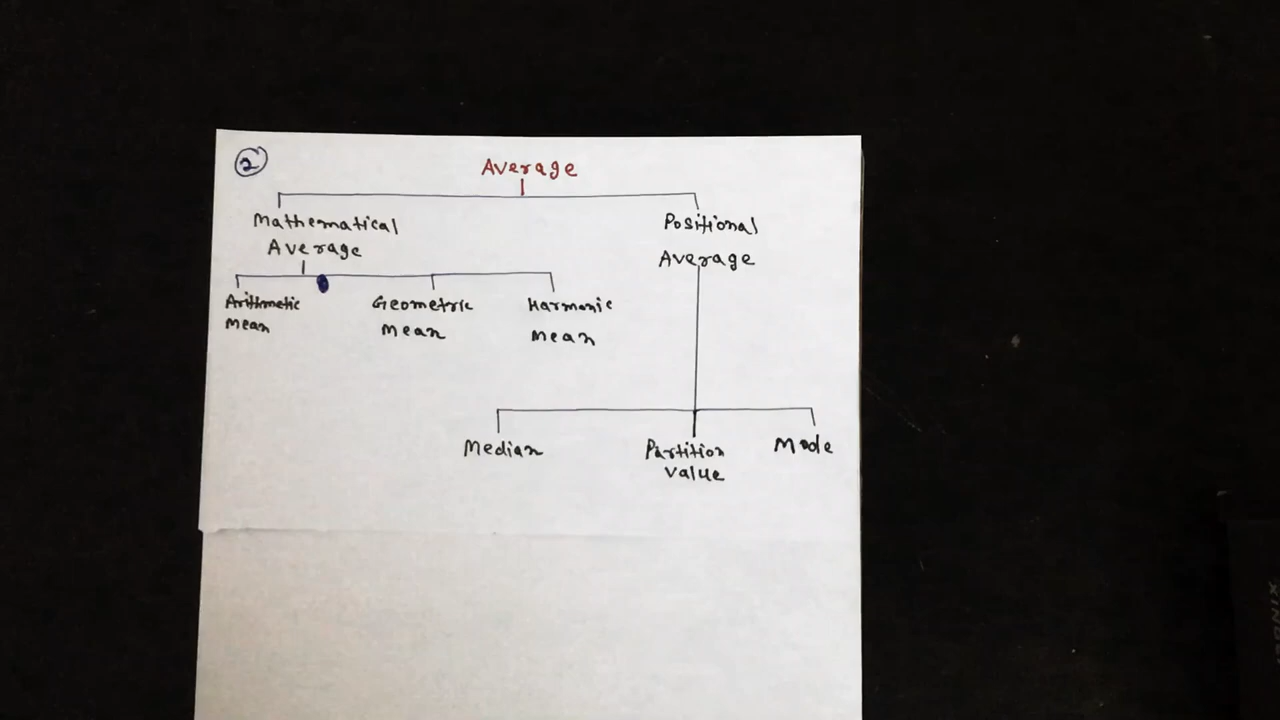 2
Average
Mathematical
Average
Positional
Average
Arithmetic
Mean
Geometric
Mean
Harmonic
Mean
Median
Partition
Value
Mode